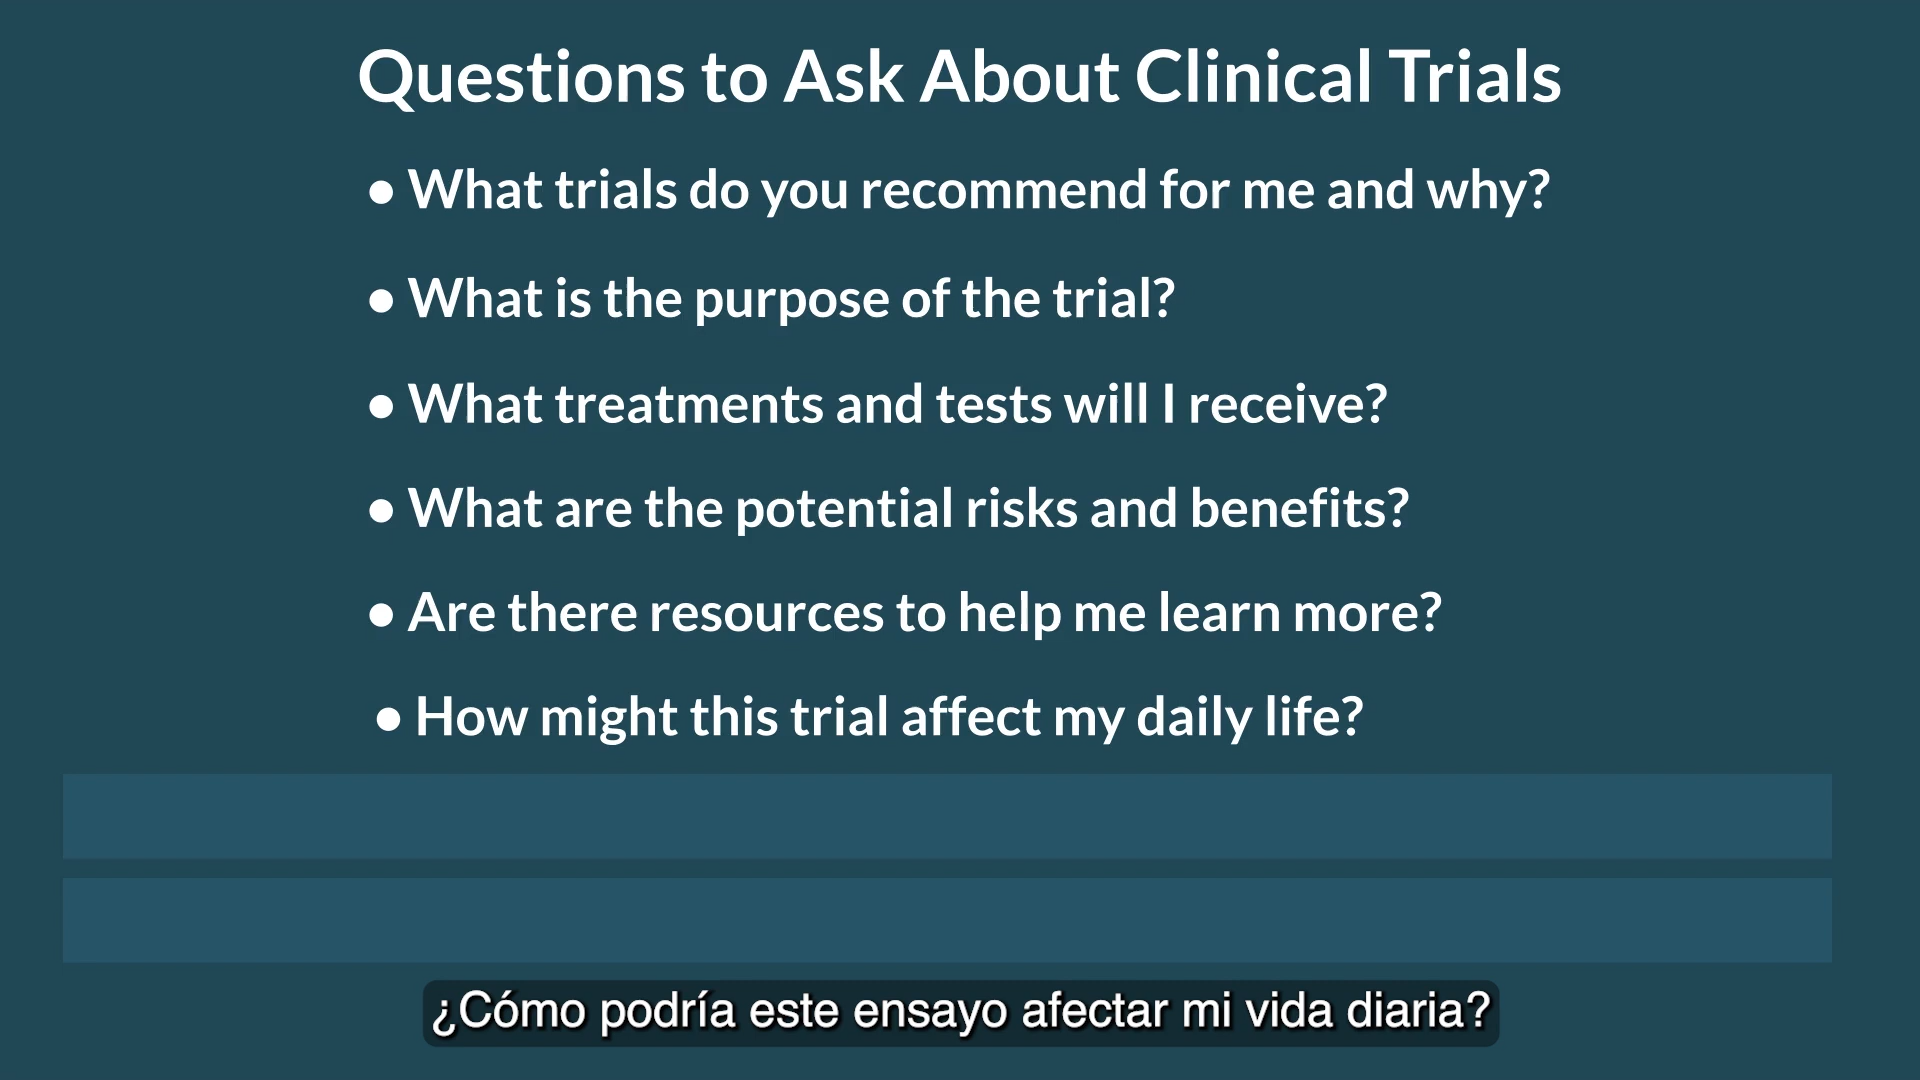 Questions to Ask About Clinical Trials
• What trials do you recommend for me and why?
• What is the purpose of the trial?
• What treatments and tests will I receive?
• What are the potential risks and benefits?
• Are there resources to help me learn more?
• How might this trial affect my daily life?
¿Cómo podría este ensayo afectar mi vida diaria?